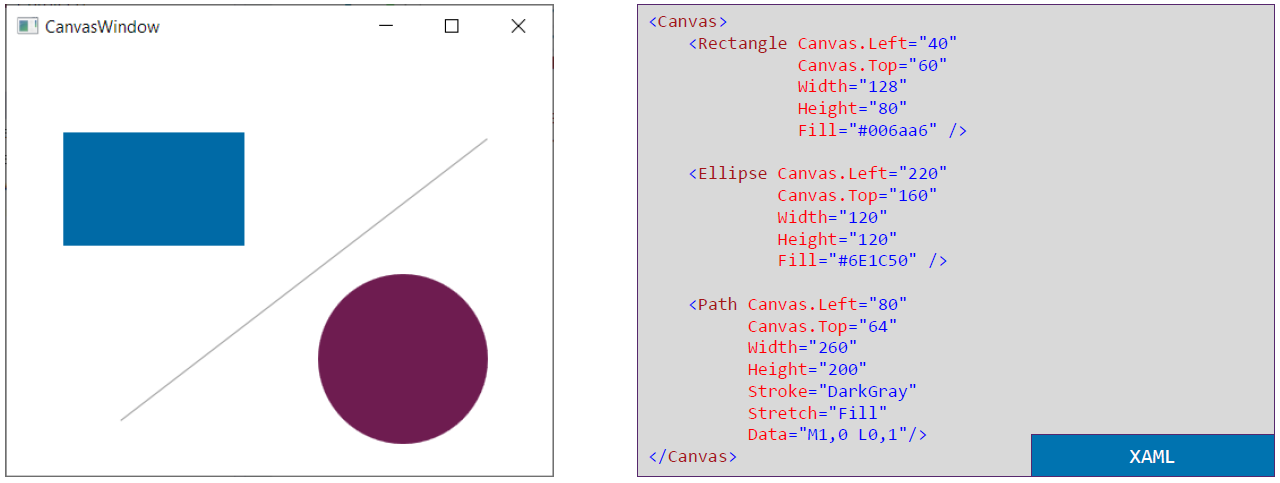 CanvasWindow
<Canvas>
    <Rectangle Canvas.Left="40"
               Canvas.Top="60"
               Width="128"
               Height="80"
               Fill="#006aa6" />

    <Ellipse Canvas.Left="220"
             Canvas.Top="160"
             Width="120"
             Height="120"
             Fill="#6E1C50" />

    <Path Canvas.Left="80"
          Canvas.Top="64"
          Width="260"
          Height="200"
          Stroke="DarkGray"
          Stretch="Fill"
          Data="M1,0 L0,1"/>
</Canvas>
XAML